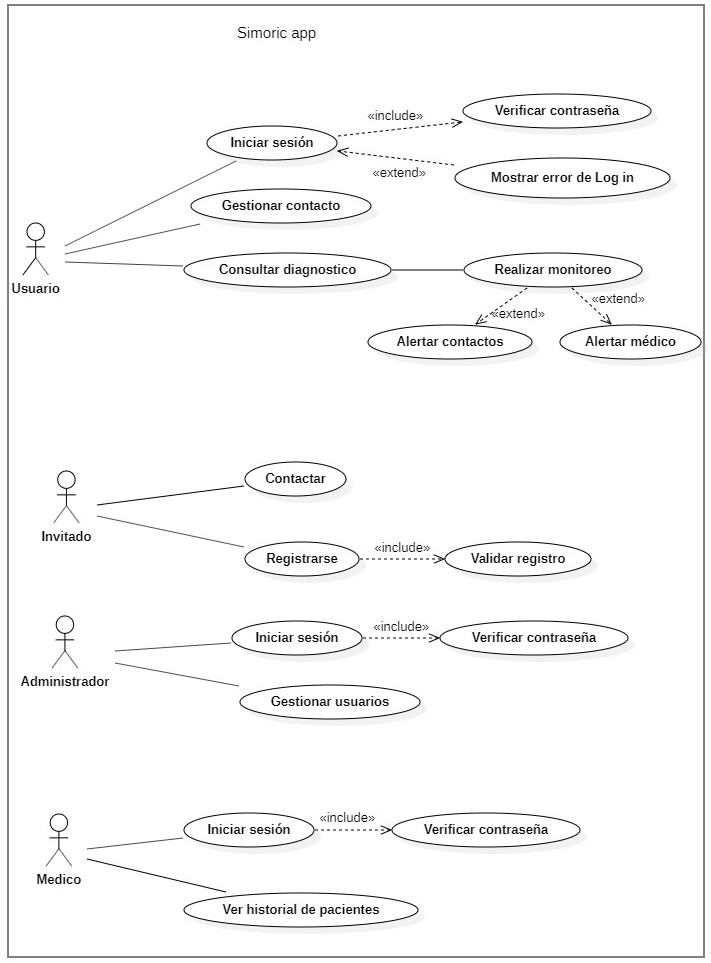 Simoric app
«include»
Verificar contraseña
Iniciar sesión
«extend»
Mostrar error de Log in
Gestionar contacto
Usuario
Consultar diagnostico
Realizar monitoreo
«extend»
«extend»
Alertar contactos
Alertar médico
Invitado
Contactar
Registrarse
«include»
Validar registro
Administrador
Iniciar sesión
«include»
Verificar contraseña
Gestionar usuarios
Medico
Iniciar sesión
«include»
Verificar contraseña
Ver historial de pacientes